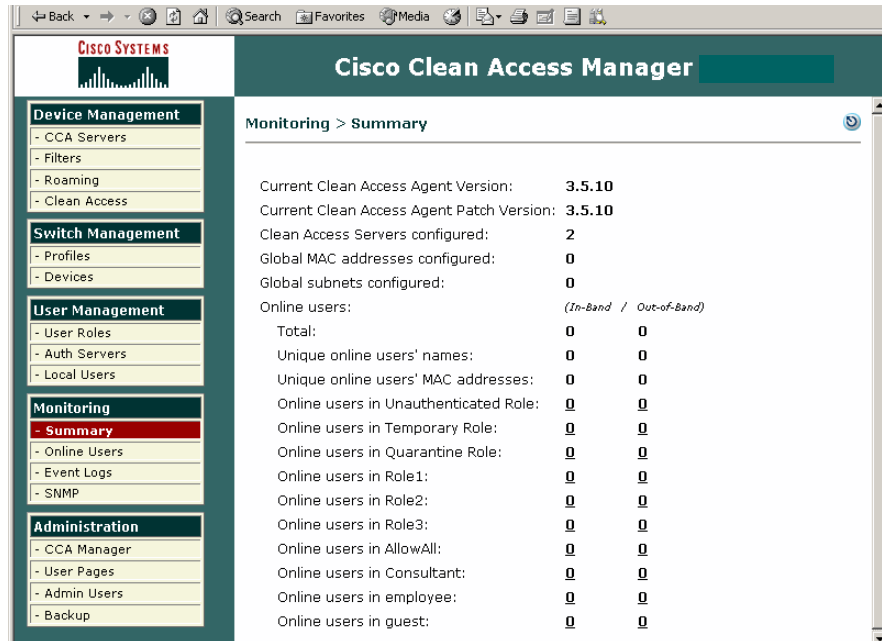 Back Search Favorites Media
CISCO SYSTEMS
Cisco Clean Access Manager
Device Management
- CCA Servers
- Filters
- Roaming
- Clean Access
Switch Management
- Profiles
- Devices
User Management
- User Roles
- Auth Servers
- Local Users
Monitoring
- Summary
- Online Users
- Event Logs
- SNMP
Administration
- CCA Manager
- User Pages
- Admin Users
- Backup
Monitoring > Summary
Current Clean Access Agent Version: 3.5.10
Current Clean Access Agent Patch Version: 3.5.10
Clean Access Servers configured: 2
Global MAC addresses configured: 0
Global subnets configured: 0
Online users: (In-Band / Out-of-Band)
Total: 0 0
Unique online users' names: 0 0
Unique online users' MAC addresses: 0 0
Online users in Unauthenticated Role: 0 0
Online users in Temporary Role: 0 0
Online users in Quarantine Role: 0 0
Online users in Role1: 0 0
Online users in Role2: 0 0
Online users in Role3: 0 0
Online users in AllowAll: 0 0
Online users in Consultant: 0 0
Online users in employee: 0 0
Online users in guest: 0 0